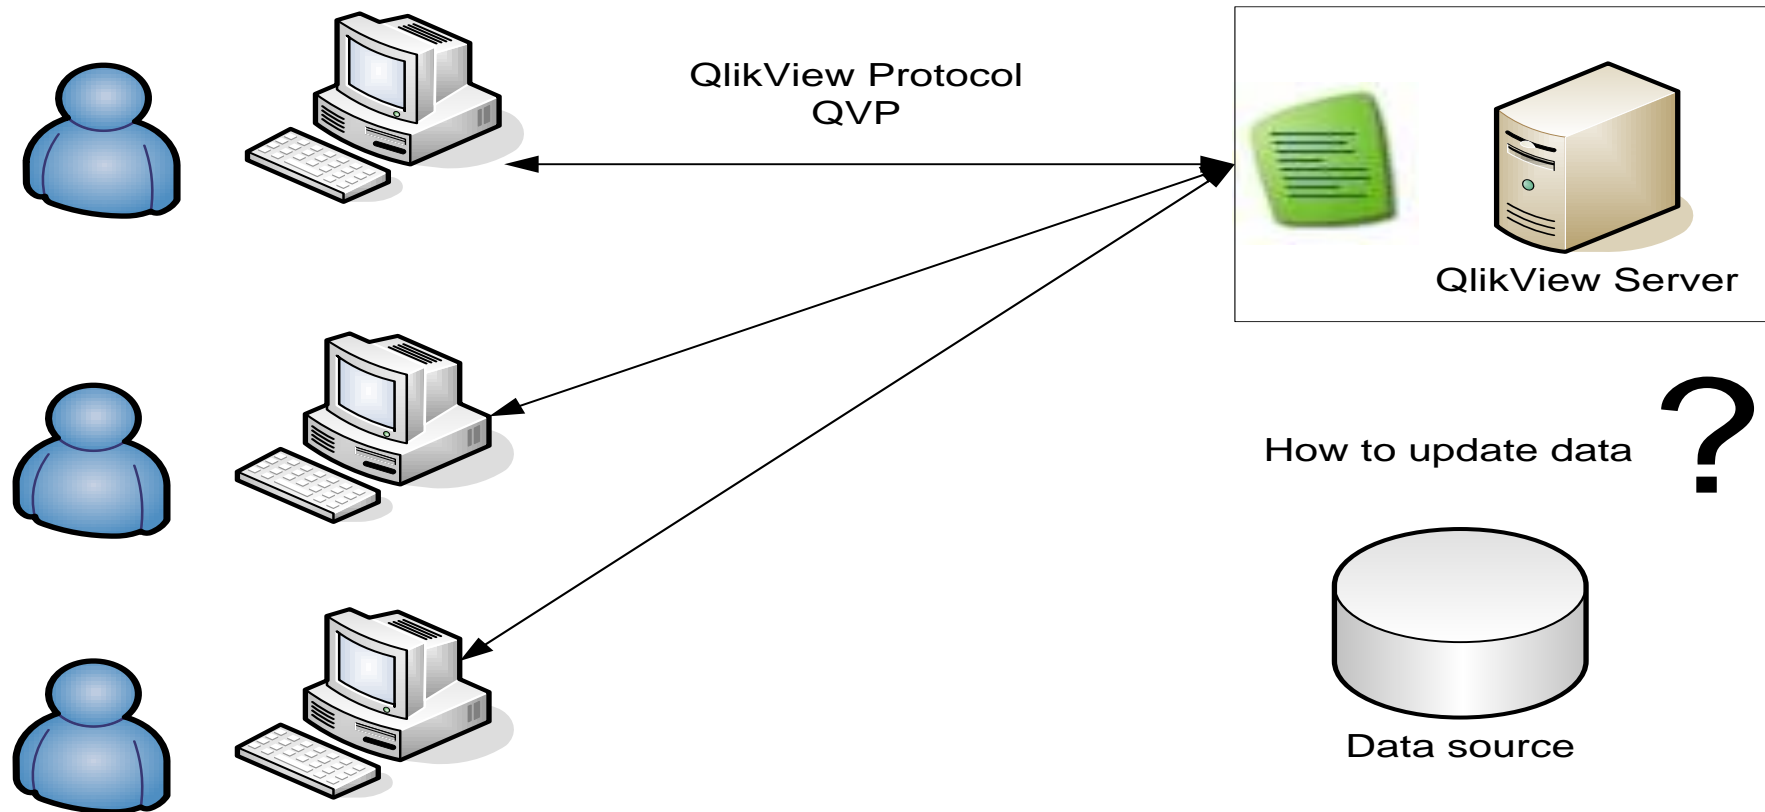 QlikView Protocol
QVP
QlikView Server
How to update data ?
Data source